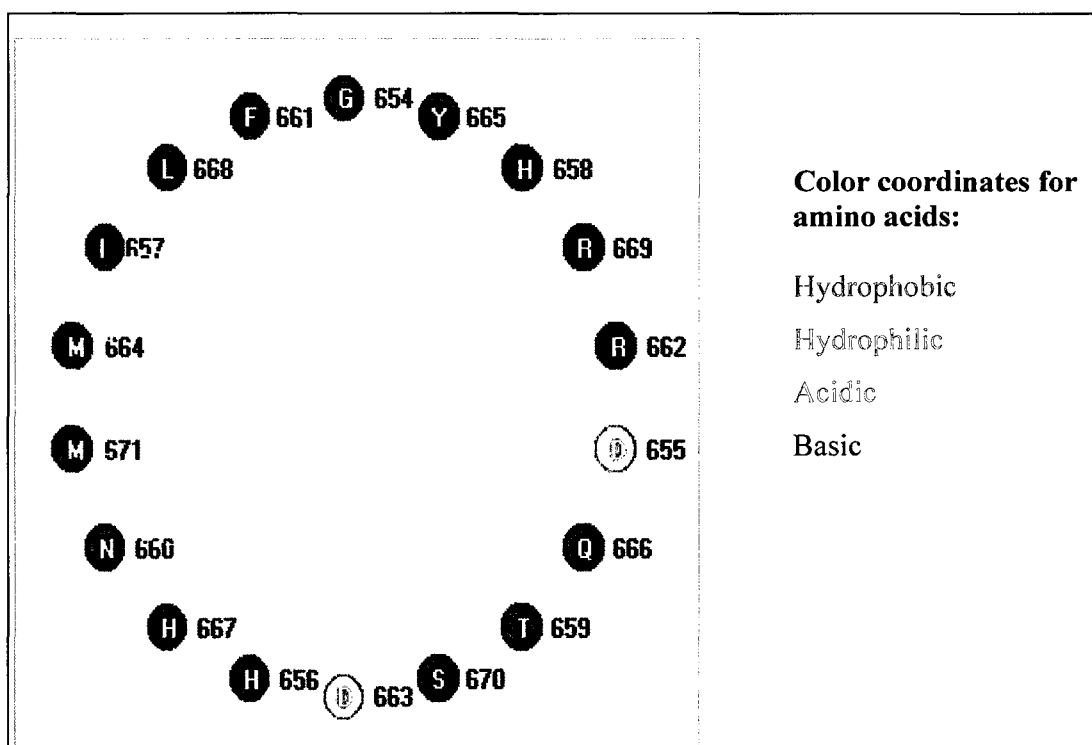 G 654
F 661
Y 665
L 668
H 658
I 657
R 669
M 664
R 662
M 671
D 655
N 660
Q 666
H 667
T 659
H 656
D 663
S 670
Color coordinates for
amino acids:
Hydrophobic
Hydrophilic
Acidic
Basic